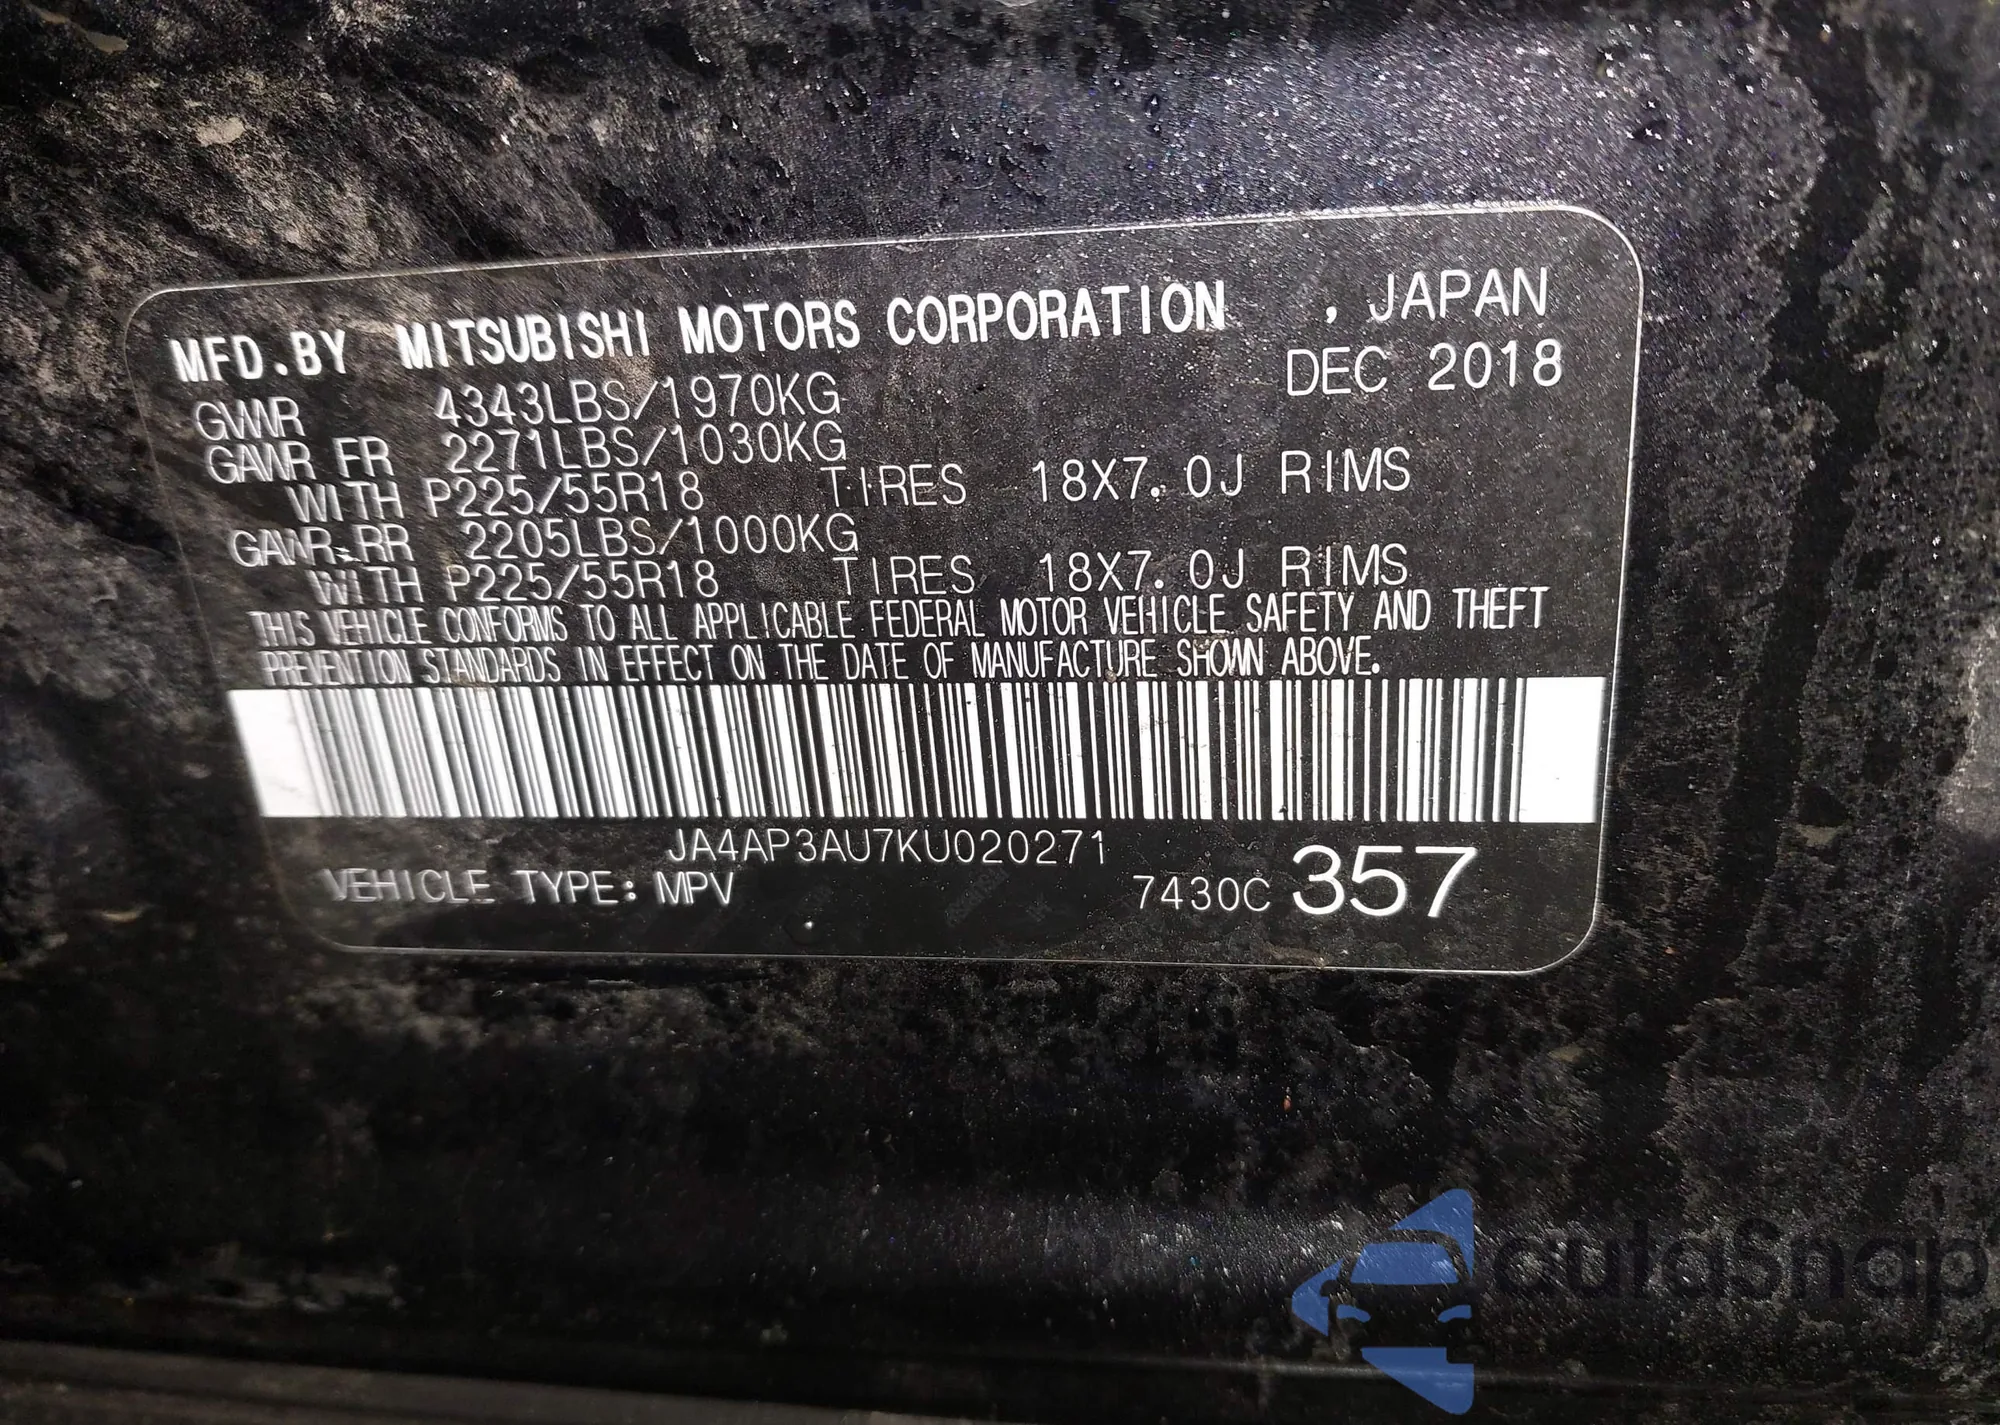 MFD.BY MITSUBISHI MOTORS CORPORATION , JAPAN
DEC 2018
GVWR 4343LBS/1970KG
GAWR FR 2271LBS/1030KG
WITH P225/55R18 TIRES 18X7.0J RIMS
GAWR RR 2205LBS/1000KG
WITH P225/55R18 TIRES 18X7.0J RIMS
THIS VEHICLE CONFORMS TO ALL APPLICABLE FEDERAL MOTOR VEHICLE SAFETY AND THEFT
PREVENTION STANDARDS IN EFFECT ON THE DATE OF MANUFACTURE SHOWN ABOVE.
JA4AP3AU7KU020271
VEHICLE TYPE: MPV 7430C 357
autaSnap